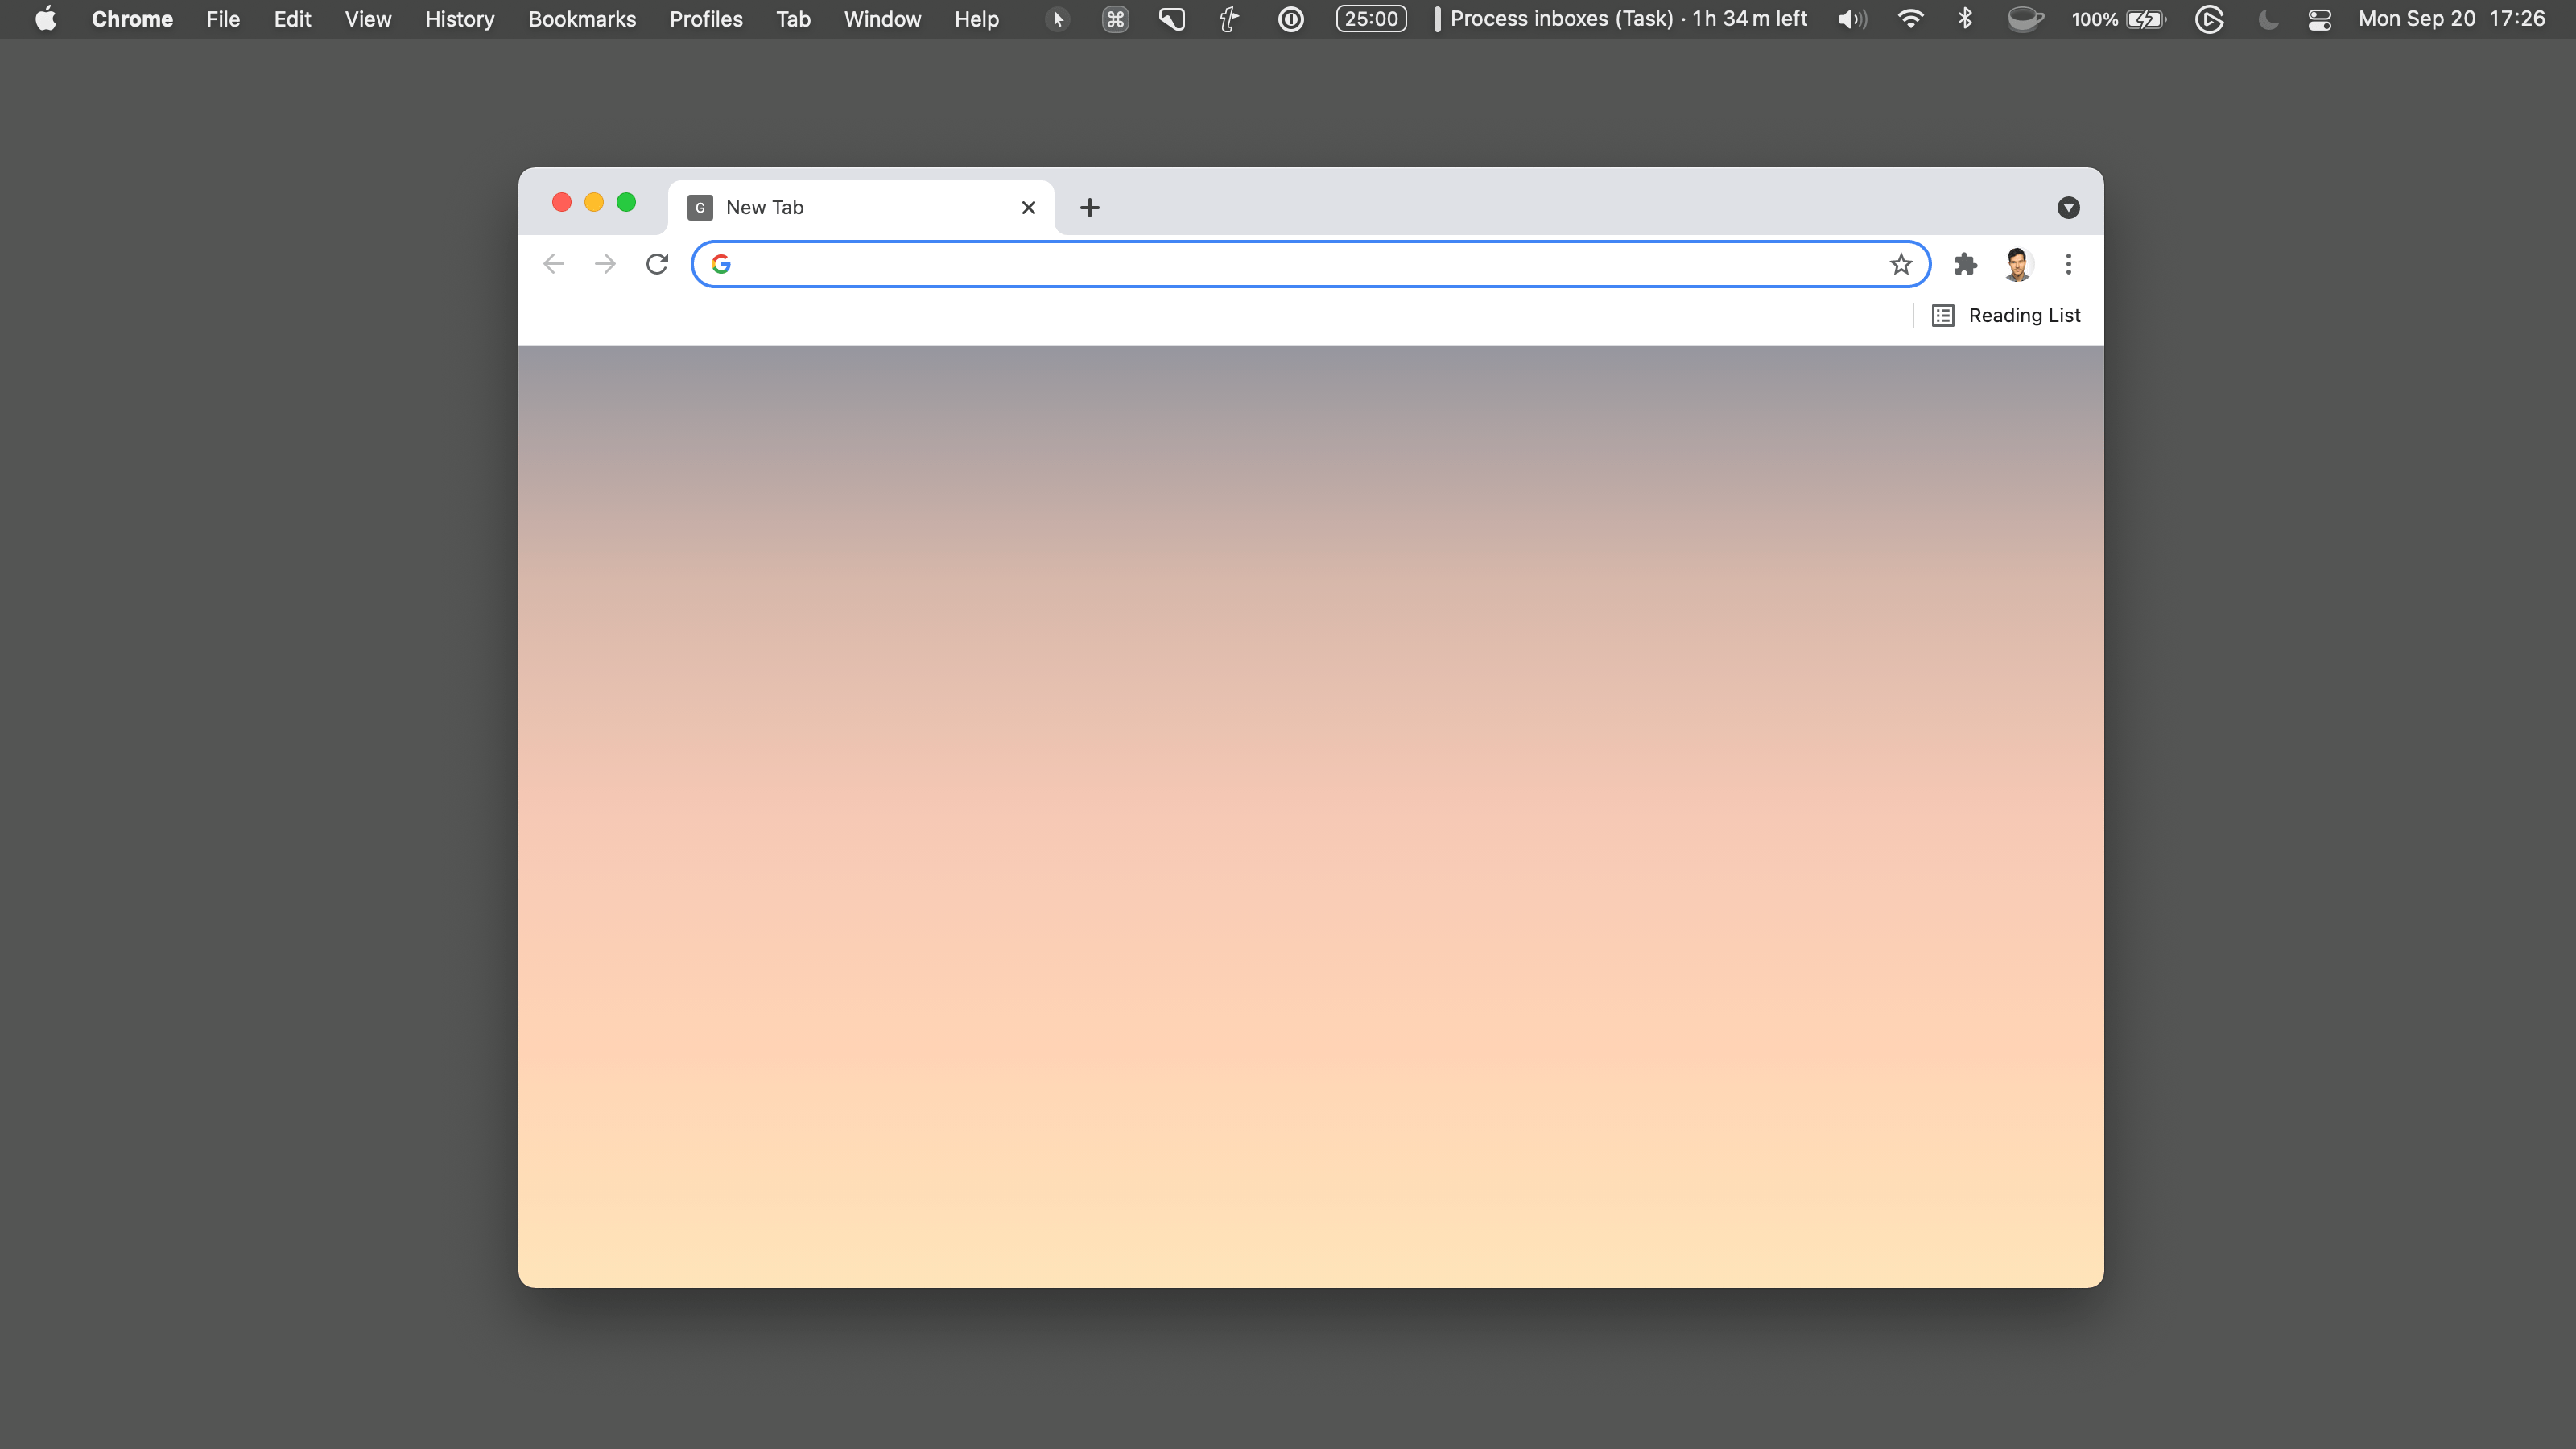 Chrome File Edit View History Bookmarks Profiles Tab Window Help 25:00 Process inboxes (Task) · 1h 34m left 100% Mon Sep 20 17:26
G New Tab
Reading List